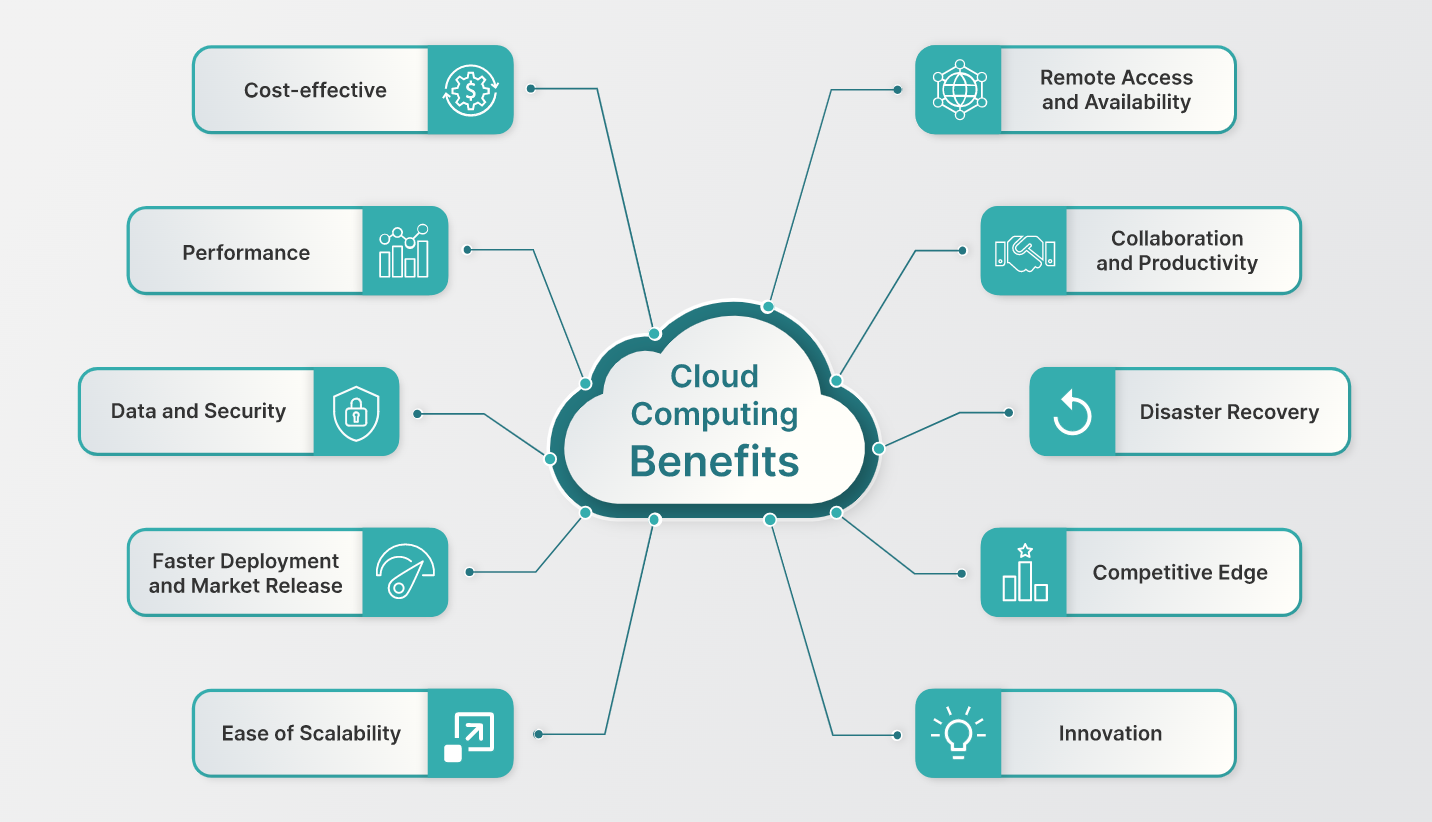 Cost-effective
Performance
Data and Security
Faster Deployment
and Market Release
Ease of Scalability
Cloud
Computing
Benefits
Remote Access
and Availability
Collaboration
and Productivity
Disaster Recovery
Competitive Edge
Innovation
$